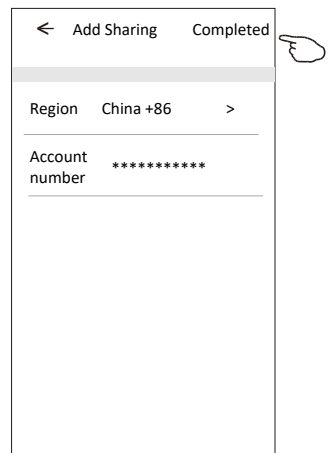 ← Add Sharing Completed
Region China +86 >
Account
number ***********